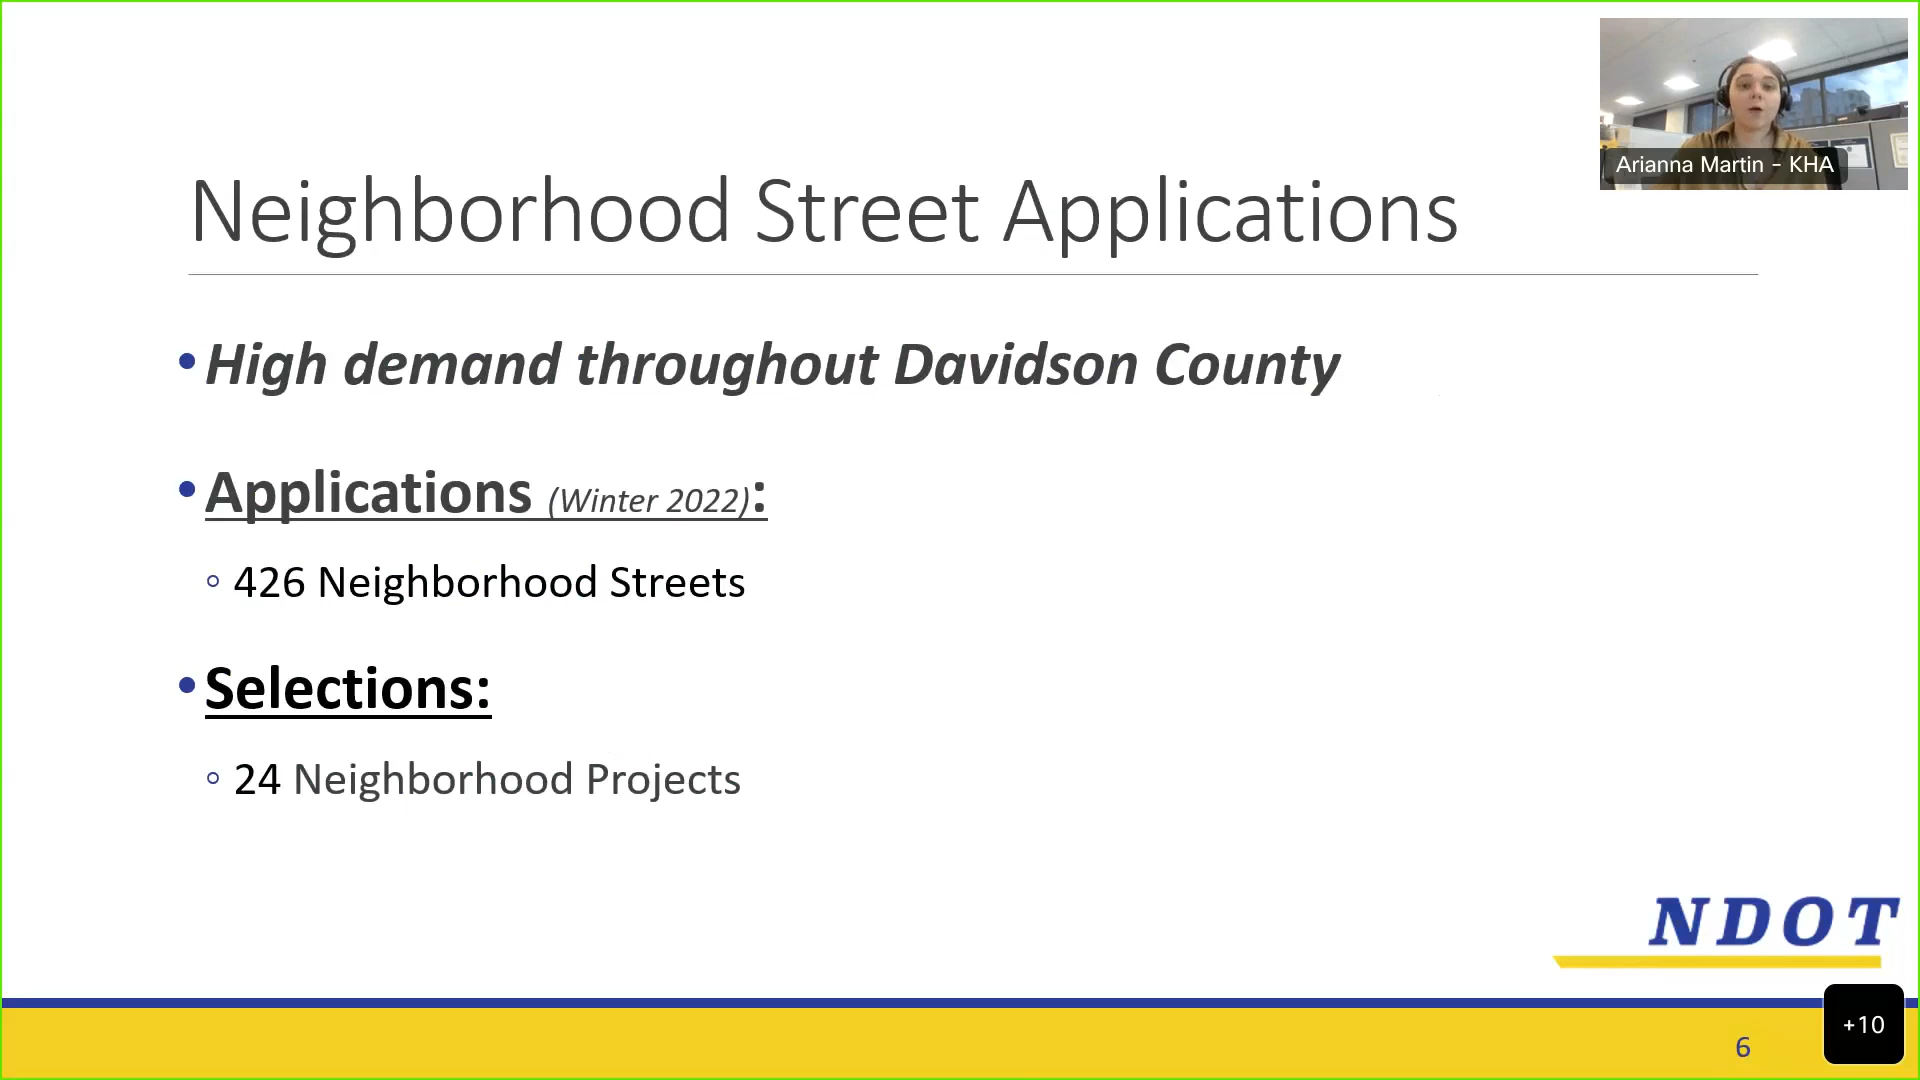 Arianna Martin - KHA
Neighborhood Street Applications
• High demand throughout Davidson County
• Applications (Winter 2022):
◦ 426 Neighborhood Streets
• Selections:
◦ 24 Neighborhood Projects
NDOT
+10
6